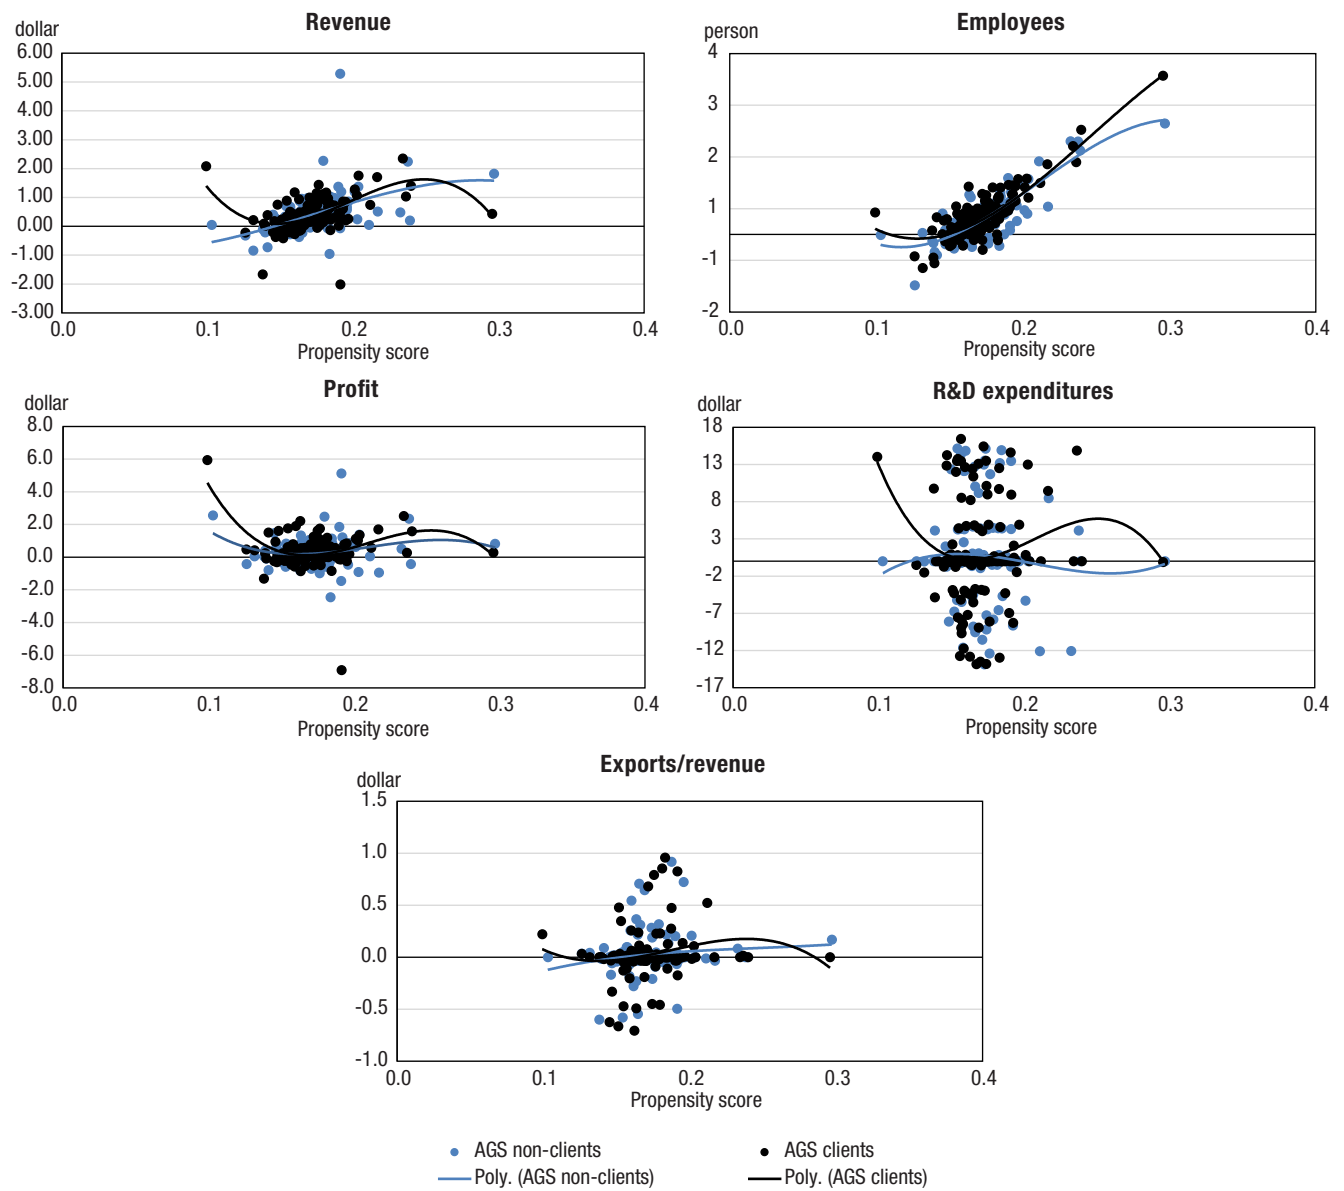 Revenue
dollar
6.00
5.00
4.00
3.00
2.00
1.00
0.00
-1.00
-2.00
-3.00
0.0 0.1 0.2 0.3 0.4
Propensity score
Employees
person
4
3
2
1
-1
-2
0.0 0.1 0.2 0.3 0.4
Propensity score
Profit
dollar
8.0
6.0
4.0
2.0
0.0
-2.0
-4.0
-6.0
-8.0
0.0 0.1 0.2 0.3 0.4
Propensity score
R&D expenditures
dollar
18
13
8
3
-2
-7
-12
-17
0.0 0.1 0.2 0.3 0.4
Propensity score
Exports/revenue
dollar
1.5
1.0
0.5
0.0
-0.5
-1.0
0.0 0.1 0.2 0.3 0.4
Propensity score
AGS non-clients AGS clients
Poly. (AGS non-clients) Poly. (AGS clients)